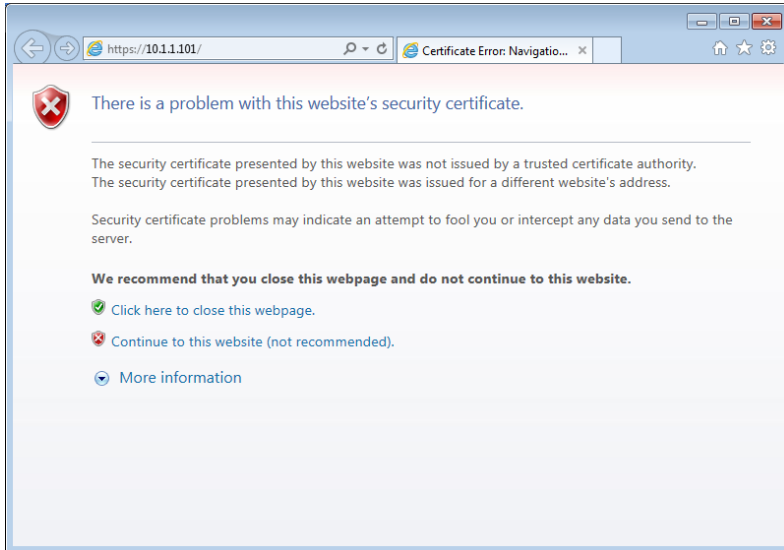 https://10.1.1.101/
Certificate Error: Navigatio...
There is a problem with this website's security certificate.
The security certificate presented by this website was not issued by a trusted certificate authority.
The security certificate presented by this website was issued for a different website's address.
Security certificate problems may indicate an attempt to fool you or intercept any data you send to the
server.
We recommend that you close this webpage and do not continue to this website.
Click here to close this webpage.
Continue to this website (not recommended).
More information